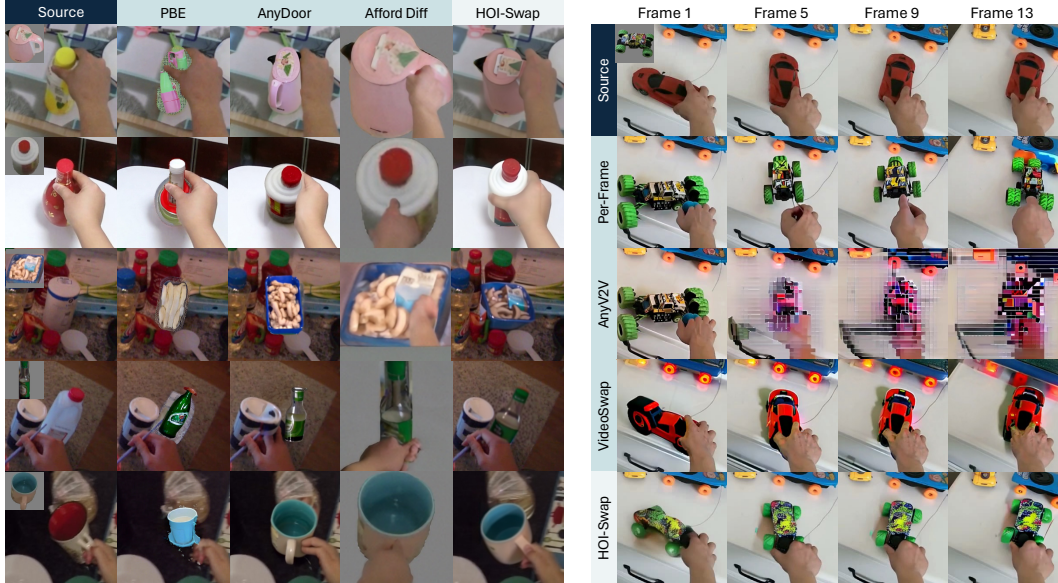 Source PBE AnyDoor Afford Diff HOI-Swap
Frame 1 Frame 5 Frame 9 Frame 13
Source
Per-Frame
AnyV2V
VideoSwap
HOI-Swap